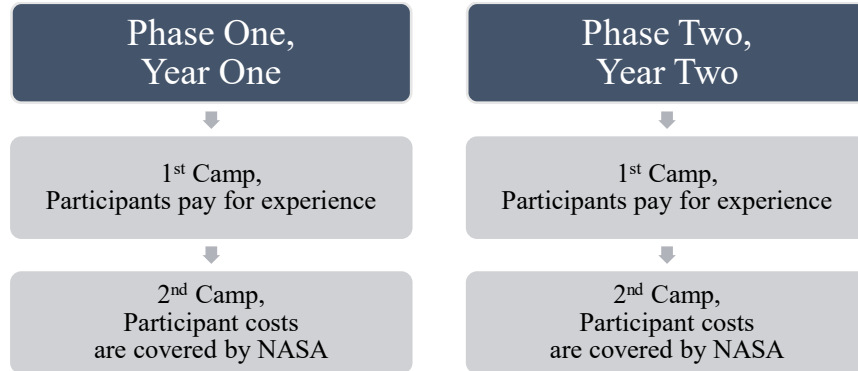 Phase One,
Year One
1st Camp,
Participants pay for experience
2nd Camp,
Participant costs
are covered by NASA
Phase Two,
Year Two
1st Camp,
Participants pay for experience
2nd Camp,
Participant costs
are covered by NASA